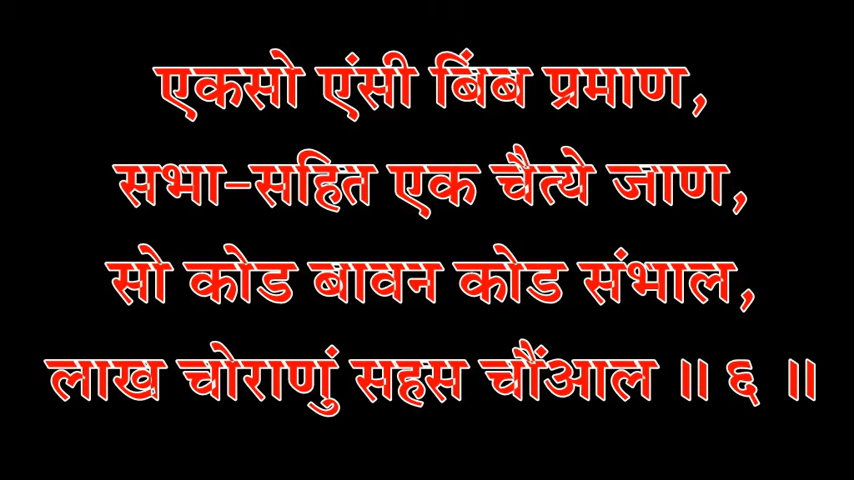 एकसो एंसी बिंब प्रमाण,
सभा-सहित एक चैत्ये जाण,
सो कोड बावन कोड संभाल,
लाख चोराणुं सहस चौंआल ॥ ६ ॥